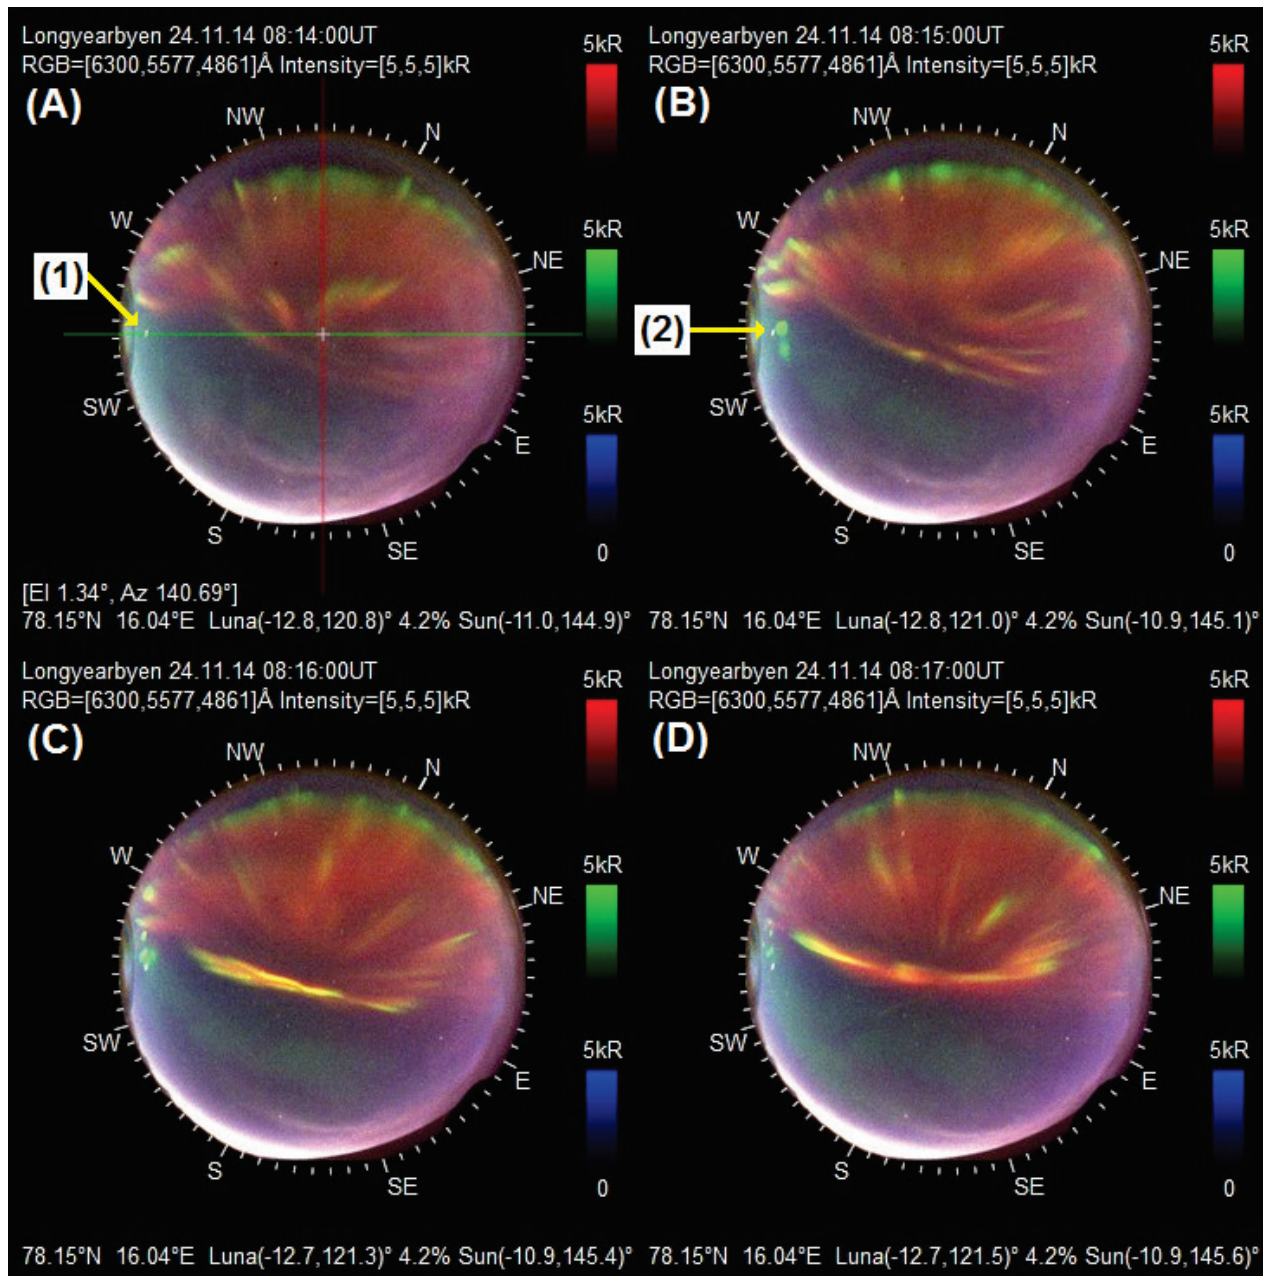 Longyearbyen 24.11.14 08:14:00UT
RGB=[6300,5577,4861]Å Intensity=[5,5,5]kR
(A)
5kR
NW
N
W
NE
(1)
5kR
SW
E
5kR
S
SE
0
[El 1.34°, Az 140.69°]
78.15°N 16.04°E Luna(-12.8,120.8)° 4.2% Sun(-11.0,144.9)°
Longyearbyen 24.11.14 08:15:00UT
RGB=[6300,5577,4861]Å Intensity=[5,5,5]kR
(B)
5kR
NW
N
W
NE
(2)
5kR
SW
E
5kR
S
SE
0
78.15°N 16.04°E Luna(-12.8,121.0)° 4.2% Sun(-10.9,145.1)°
Longyearbyen 24.11.14 08:16:00UT
RGB=[6300,5577,4861]Å Intensity=[5,5,5]kR
(C)
5kR
NW
N
W
NE
5kR
SW
E
5kR
S
SE
0
78.15°N 16.04°E Luna(-12.7,121.3)° 4.2% Sun(-10.9,145.4)°
Longyearbyen 24.11.14 08:17:00UT
RGB=[6300,5577,4861]Å Intensity=[5,5,5]kR
(D)
5kR
NW
N
W
NE
5kR
SW
E
5kR
S
SE
0
78.15°N 16.04°E Luna(-12.7,121.5)° 4.2% Sun(-10.9,145.6)°